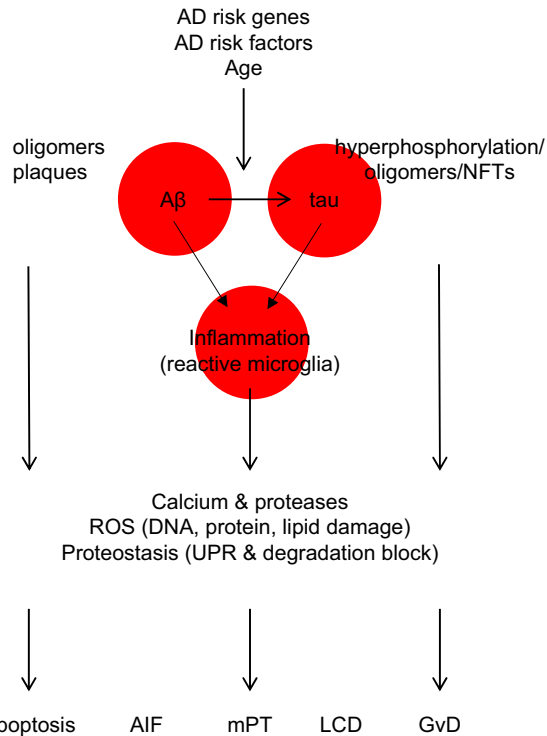 AD risk genes
AD risk factors
Age
oligomers
plaques
hyperphosphorylation/
oligomers/NFTs
Aβ
tau
Inflammation
(reactive microglia)
Calcium & proteases
ROS (DNA, protein, lipid damage)
Proteostasis (UPR & degradation block)
poptosis AIF mPT LCD GvD